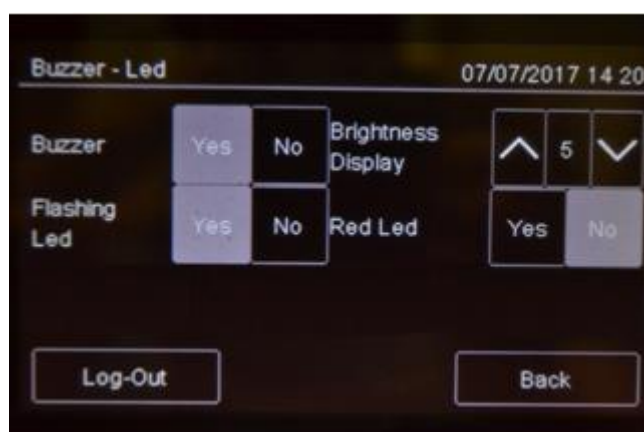 Buzzer - Led 07/07/2017 14 20
Buzzer Yes No Brightness Display 5
Flashing Led Yes No Red Led Yes No
Log-Out Back